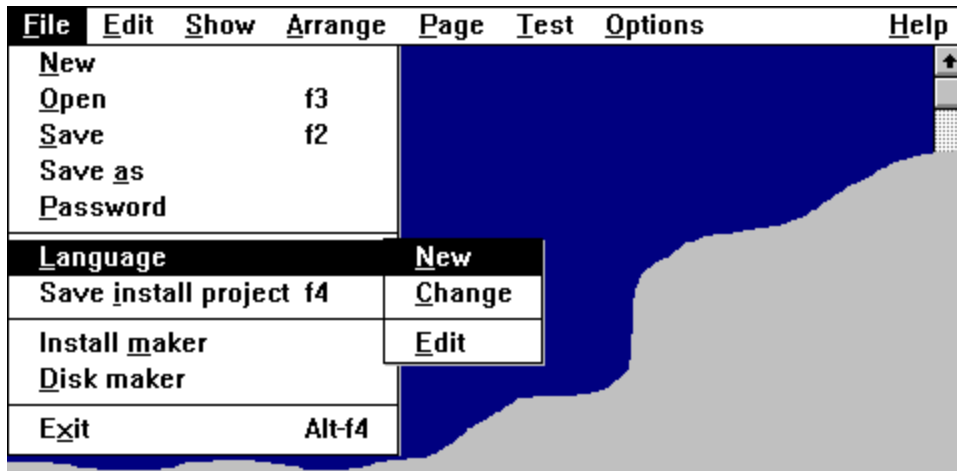 File Edit Show Arrange Page Test Options Help
New
Open f3
Save f2
Save as
Password
Language New
Save install project f4 Change
Install maker Edit
Disk maker
Exit Alt-f4